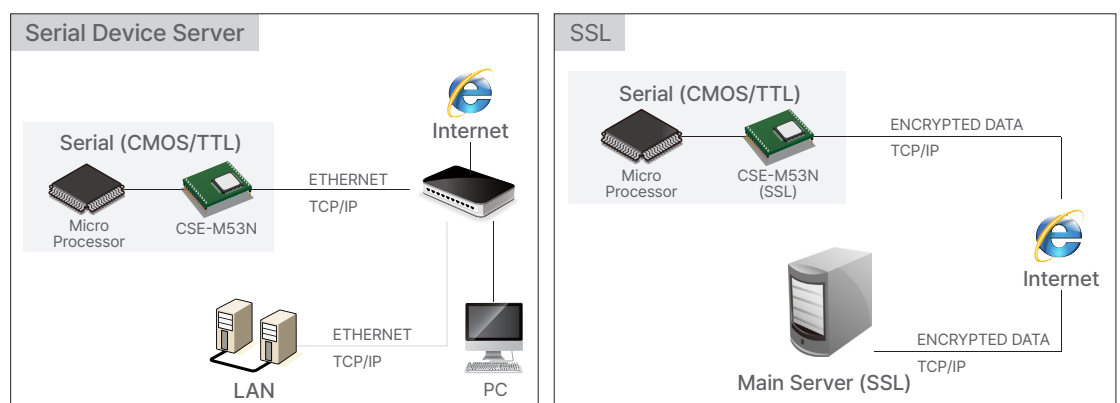 Serial Device Server
Internet
Serial (CMOS/TTL)
Micro
Processor
CSE-M53N
ETHERNET
TCP/IP
ETHERNET
TCP/IP
LAN
PC
SSL
Serial (CMOS/TTL)
Micro
Processor
CSE-M53N
(SSL)
ENCRYPTED DATA
TCP/IP
Internet
ENCRYPTED DATA
TCP/IP
Main Server (SSL)